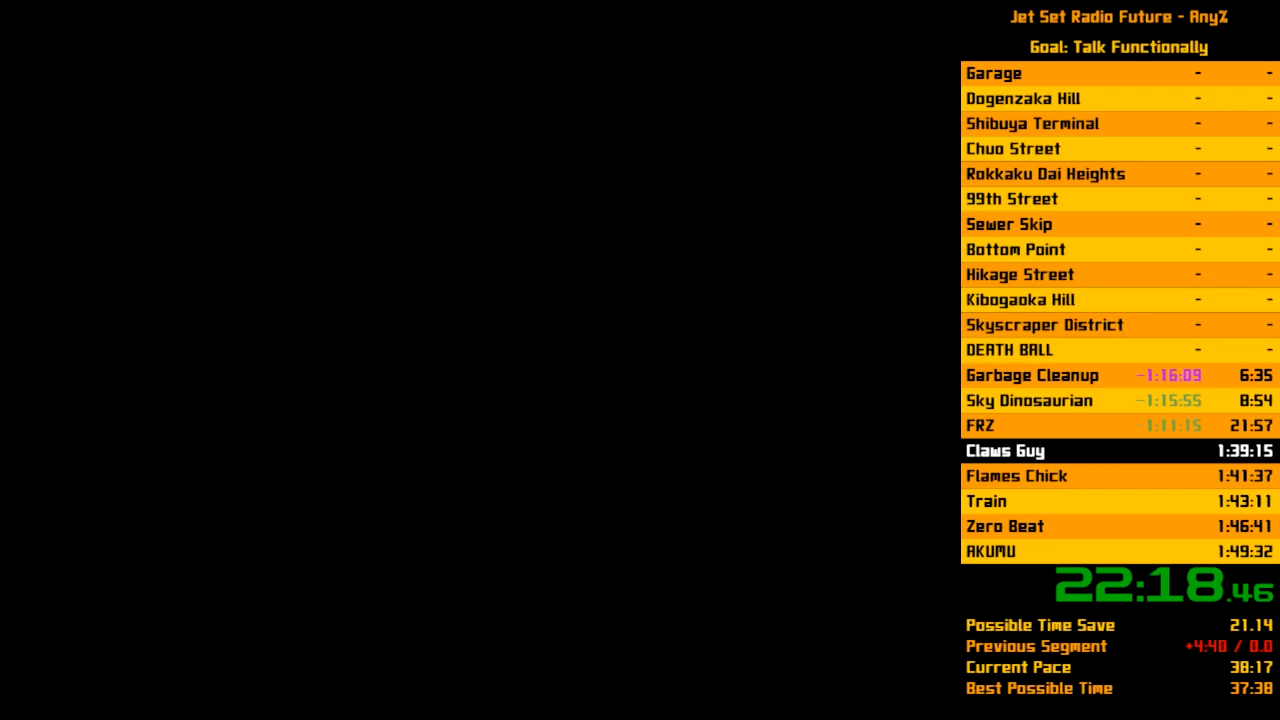 Jet Set Radio Future - Any%
Goal: Talk Functionally
Garage - -
Dogenzaka Hill - -
Shibuya Terminal - -
Chuo Street - -
Rokkaku Dai Heights - -
99th Street - -
Sewer Skip - -
Bottom Point - -
Hikage Street - -
Kibogaoka Hill - -
Skyscraper District - -
DEATH BALL - -
Garbage Cleanup -1:16:09 6:35
Sky Dinosaurian -1:15:55 8:54
FRZ -1:11:15 21:57
Claws Guy 1:39:15
Flames Chick 1:41:37
Train 1:43:11
Zero Beat 1:46:41
AKUMU 1:49:32
22:18.46
Possible Time Save 21.14
Previous Segment +4:40 / 0.0
Current Pace 38:17
Best Possible Time 37:38